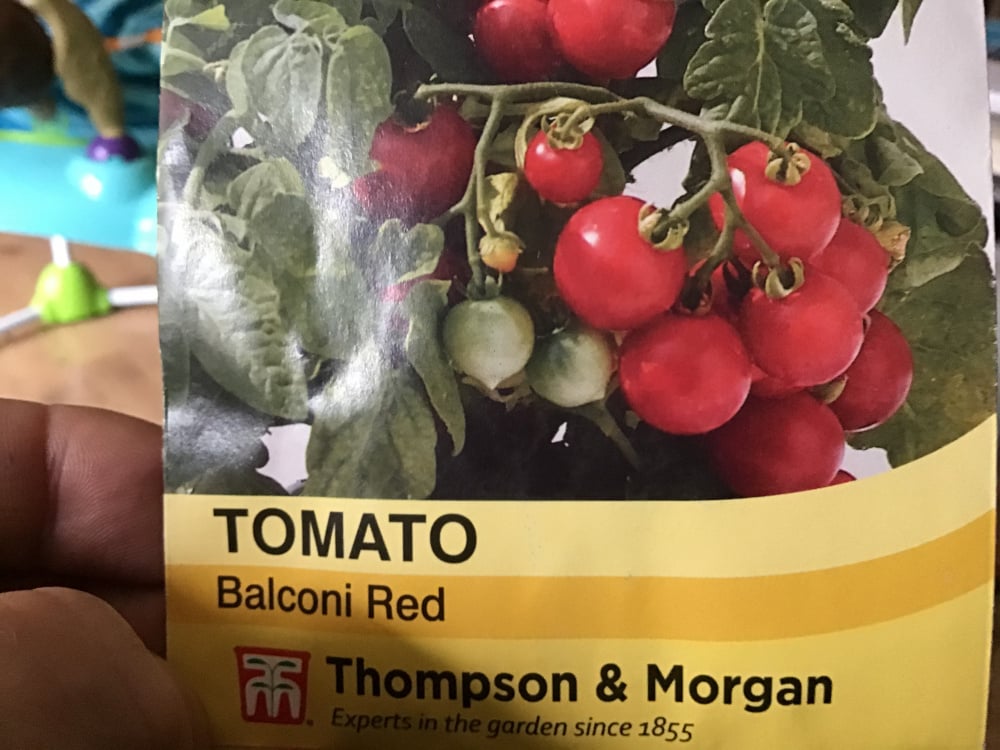 TOMATO
Balconi Red
Thompson & Morgan
Experts in the garden since 1855